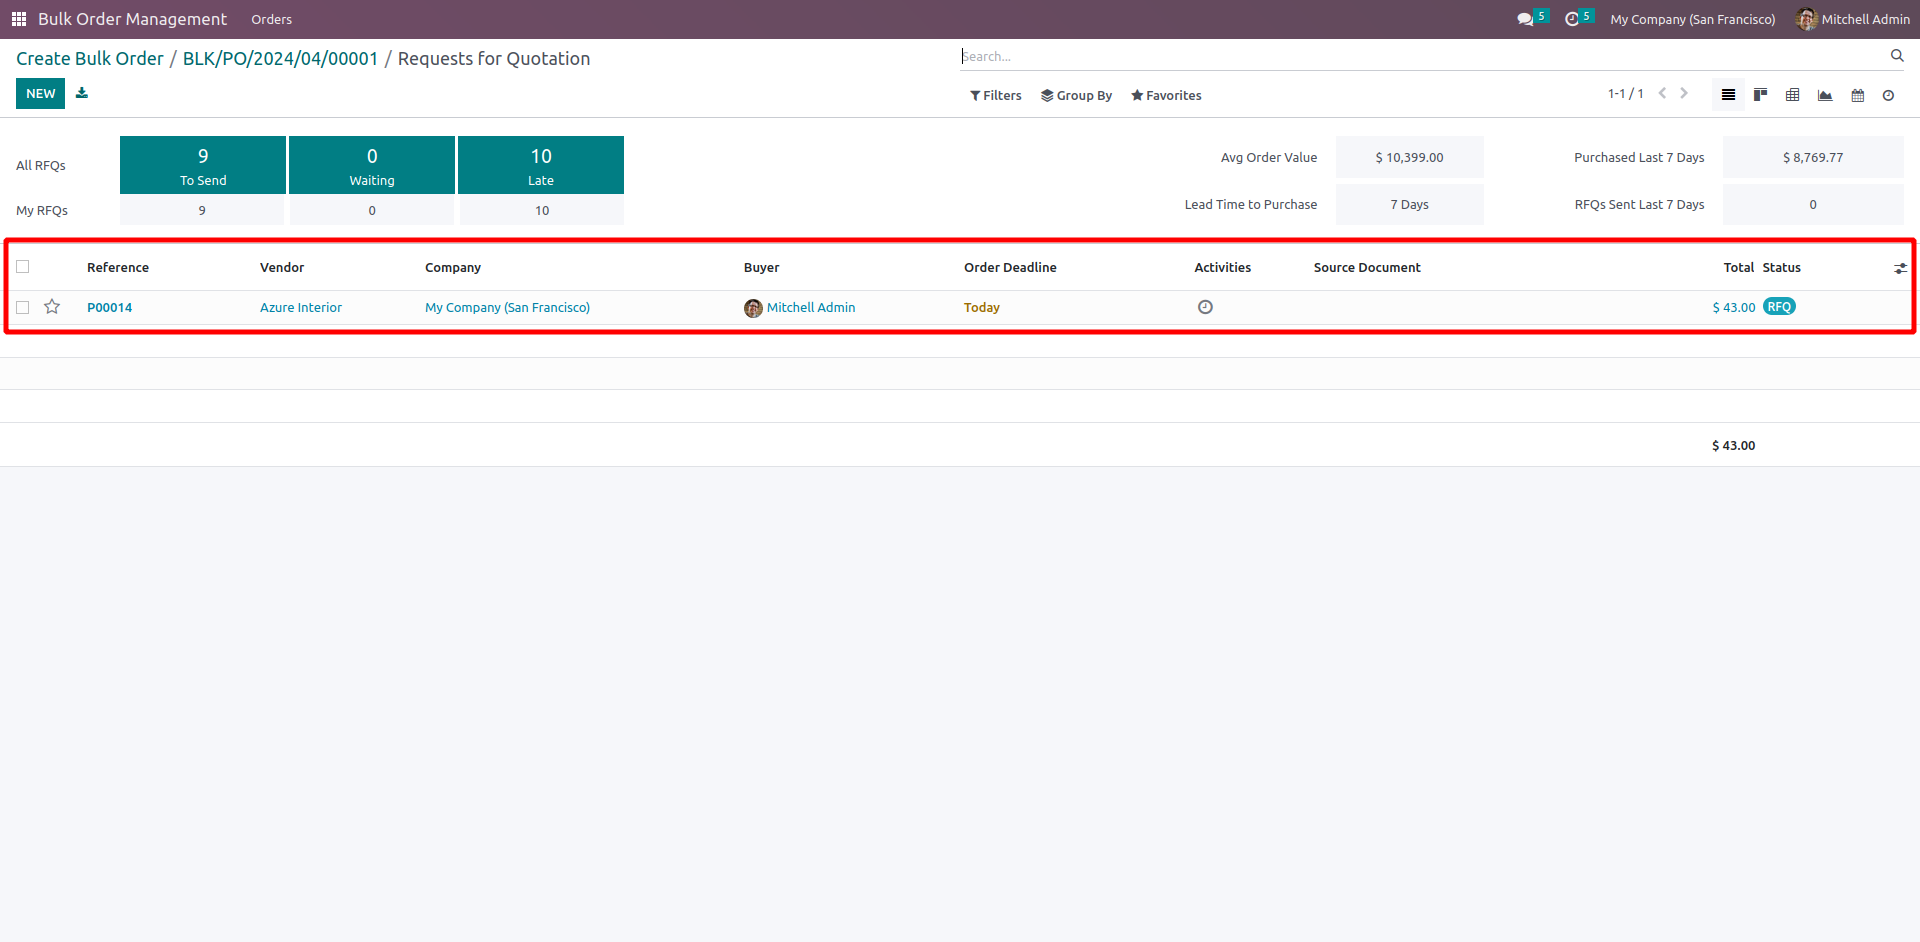 Bulk Order Management Orders 5 5 My Company (San Francisco) Mitchell Admin
Create Bulk Order / BLK/PO/2024/04/00001 / Requests for Quotation
Search...
NEW
Filters Group By Favorites 1-1 / 1
All RFQs 9 To Send 0 Waiting 10 Late
My RFQs 9 0 10
Avg Order Value $ 10,399.00 Purchased Last 7 Days $ 8,769.77
Lead Time to Purchase 7 Days RFQs Sent Last 7 Days 0
Reference Vendor Company Buyer Order Deadline Activities Source Document Total Status
P00014 Azure Interior My Company (San Francisco) Mitchell Admin Today $ 43.00 RFQ
$ 43.00